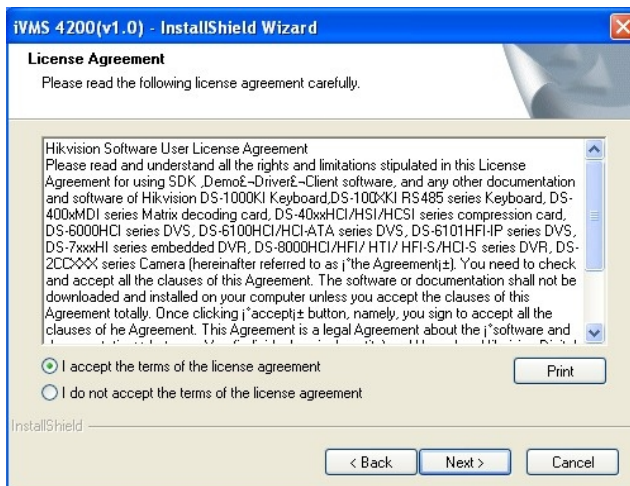 iVMS 4200(v1.0) - InstallShield Wizard
License Agreement
Please read the following license agreement carefully.
Hikvision Software User License Agreement
Please read and understand all the rights and limitations stipulated in this License
Agreement for using SDK ,Demo£¬Driver£¬Client software, and any other documentation
and software of Hikvision DS-1000KI Keyboard,DS-100XKI RS485 series Keyboard, DS-
400xMDI series Matrix decoding card, DS-40xxHCI/HSI/HCSI series compression card,
DS-6000HCI series DVS, DS-6100HCI/HCI-ATA series DVS, DS-6101HFI-IP series DVS,
DS-7xxxHI series embedded DVR, DS-8000HCI/HFI/ HTI/ HFI-S/HCI-S series DVR, DS-
2CCXXX series Camera (hereinafter referred to as ¡°the Agreement¡±). You need to check
and accept all the clauses of this Agreement. The software or documentation shall not be
downloaded and installed on your computer unless you accept the clauses of this
Agreement totally. Once clicking ¡°accept¡± button, namely, you sign to accept all the
clauses of he Agreement. This Agreement is a legal Agreement about the ¡°software and
I accept the terms of the license agreement
Print
I do not accept the terms of the license agreement
InstallShield
< Back
Next >
Cancel